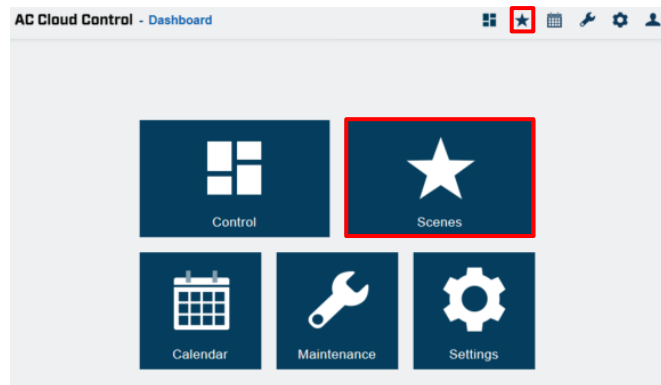 AC Cloud Control - Dashboard
Control
Scenes
Calendar
Maintenance
Settings